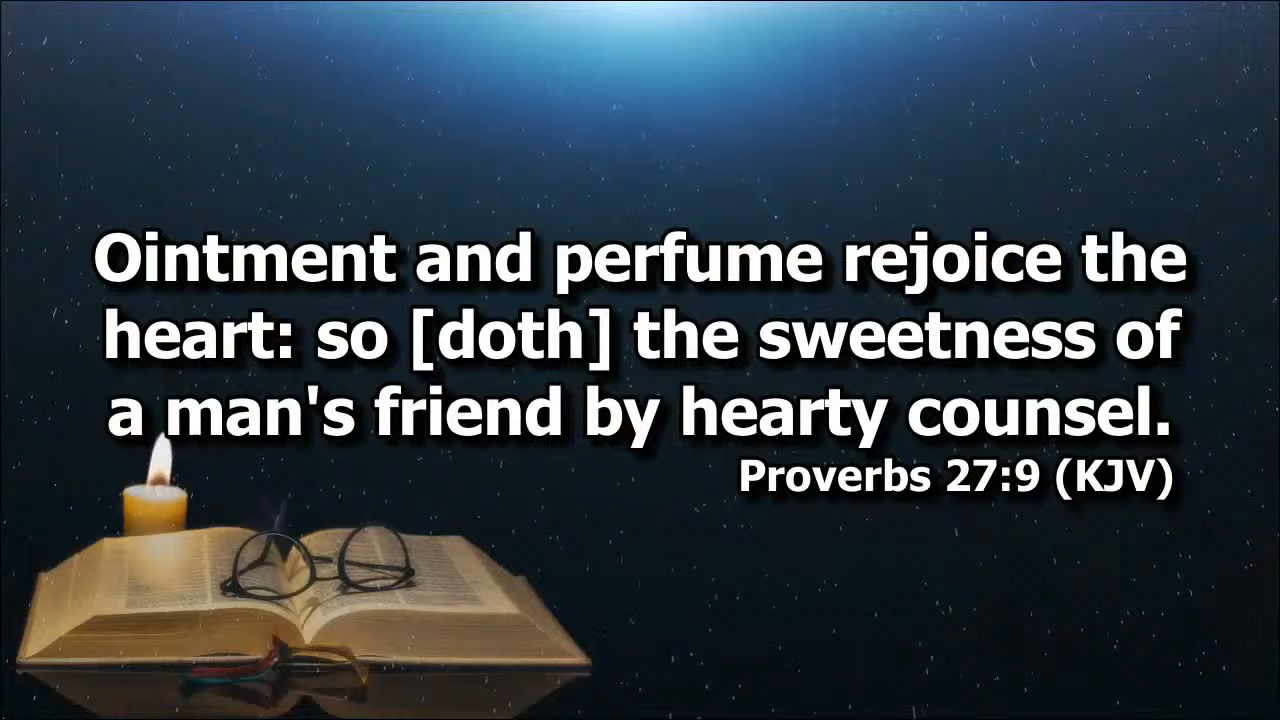 Ointment and perfume rejoice the
heart: so [doth] the sweetness of
a man's friend by hearty counsel.
Proverbs 27:9 (KJV)